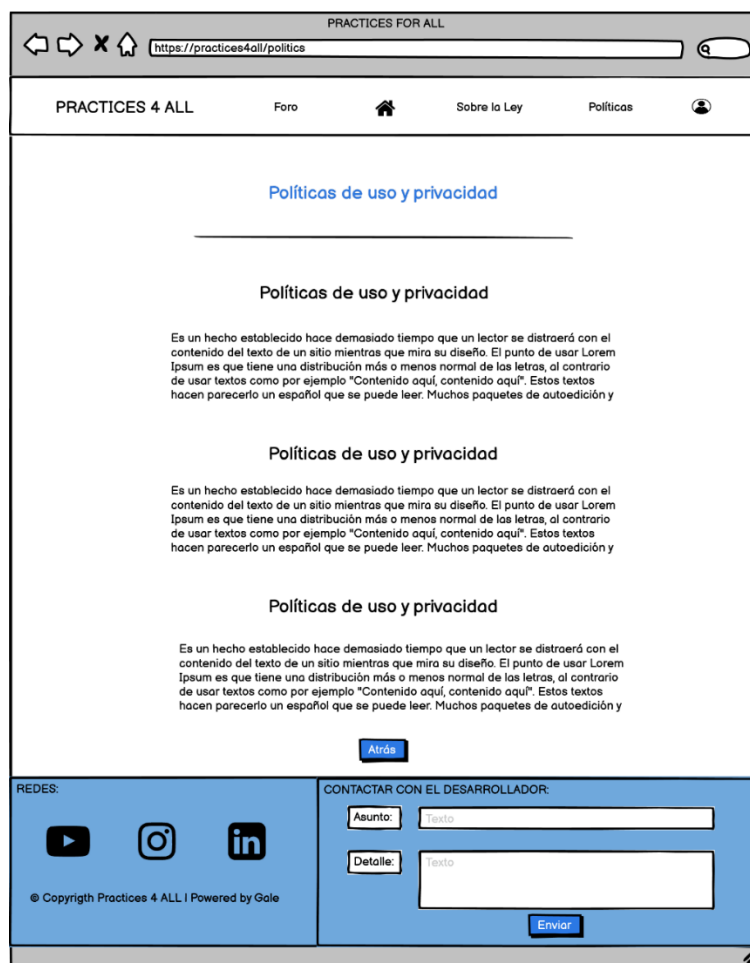 PRACTICES FOR ALL
https://practices4all/politics
PRACTICES 4 ALL
Foro
Sobre la Ley
Políticas
Políticas de uso y privacidad
Políticas de uso y privacidad
Es un hecho establecido hace demasiado tiempo que un lector se distraerá con el
contenido del texto de un sitio mientras que mira su diseño. El punto de usar Lorem
Ipsum es que tiene una distribución más o menos normal de las letras, al contrario
de usar textos como por ejemplo "Contenido aquí, contenido aquí". Estos textos
hacen parecerlo un español que se puede leer. Muchos paquetes de autoedición y
Políticas de uso y privacidad
Es un hecho establecido hace demasiado tiempo que un lector se distraerá con el
contenido del texto de un sitio mientras que mira su diseño. El punto de usar Lorem
Ipsum es que tiene una distribución más o menos normal de las letras, al contrario
de usar textos como por ejemplo "Contenido aquí, contenido aquí". Estos textos
hacen parecerlo un español que se puede leer. Muchos paquetes de autoedición y
Políticas de uso y privacidad
Es un hecho establecido hace demasiado tiempo que un lector se distraerá con el
contenido del texto de un sitio mientras que mira su diseño. El punto de usar Lorem
Ipsum es que tiene una distribución más o menos normal de las letras, al contrario
de usar textos como por ejemplo "Contenido aquí, contenido aquí". Estos textos
hacen parecerlo un español que se puede leer. Muchos paquetes de autoedición y
Atrás
REDES:
in
© Copyrigth Practices 4 ALL | Powered by Gale
CONTACTAR CON EL DESARROLLADOR:
Asunto:
Texto
Detalle:
Texto
Enviar